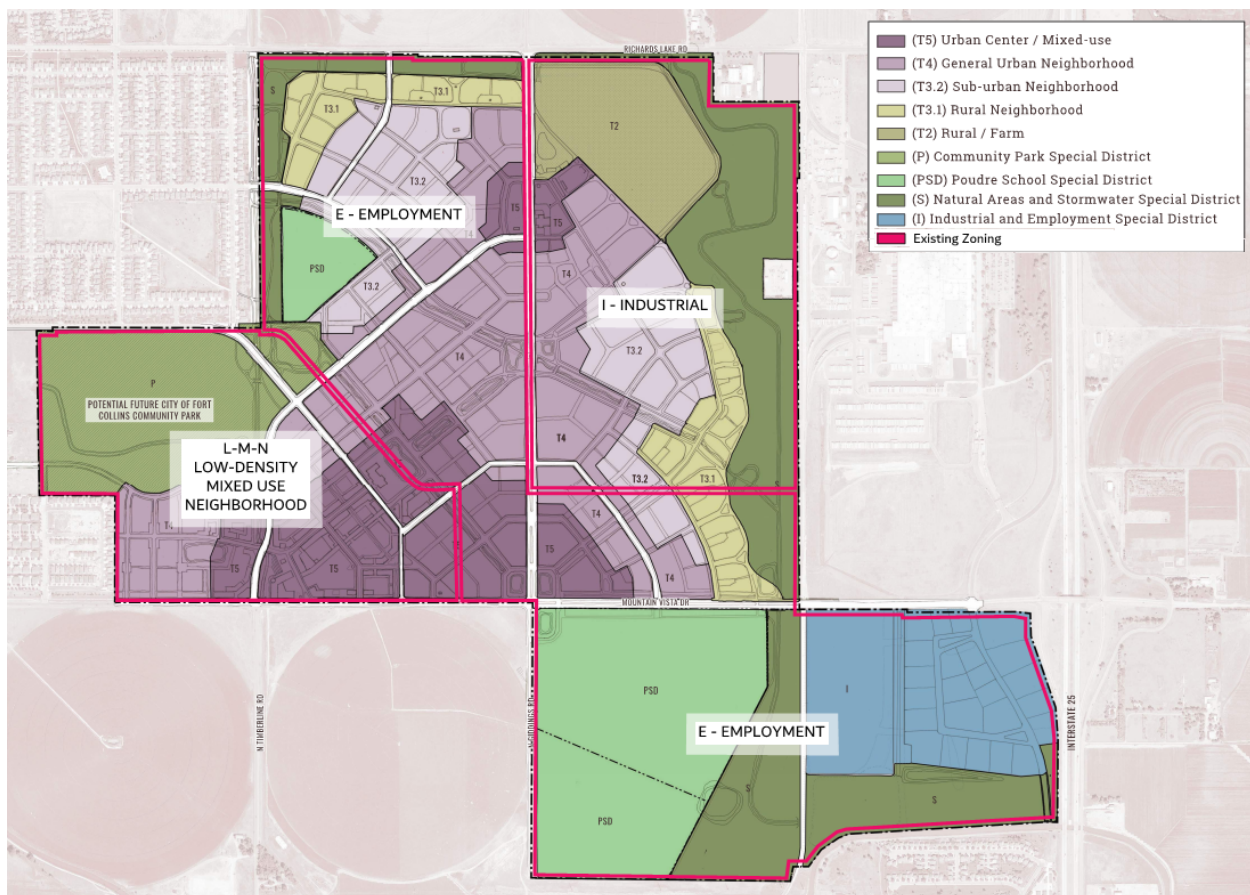 RICHARDS LAKE RD
(T5) Urban Center / Mixed-use
(T4) General Urban Neighborhood
(T3.2) Sub-urban Neighborhood
(T3.1) Rural Neighborhood
(T2) Rural / Farm
(P) Community Park Special District
(PSD) Poudre School Special District
(S) Natural Areas and Stormwater Special District
(I) Industrial and Employment Special District
Existing Zoning
S
T3.1
T3.1
T2
T3.2
T5
T5
E - EMPLOYMENT
T4
PSD
T3.2
I - INDUSTRIAL
T3.2
T4
P
POTENTIAL FUTURE CITY OF FORT
COLLINS COMMUNITY PARK
T4
L-M-N
LOW-DENSITY
MIXED USE
NEIGHBORHOOD
T3.2
T3.1
T4
T4
T5
T5
T5
T4
MOUNTAIN VISTA DR
N TIMBERLINE RD
N GIDDINGS RD
PSD
I
INTERSTATE 25
E - EMPLOYMENT
S
S
PSD